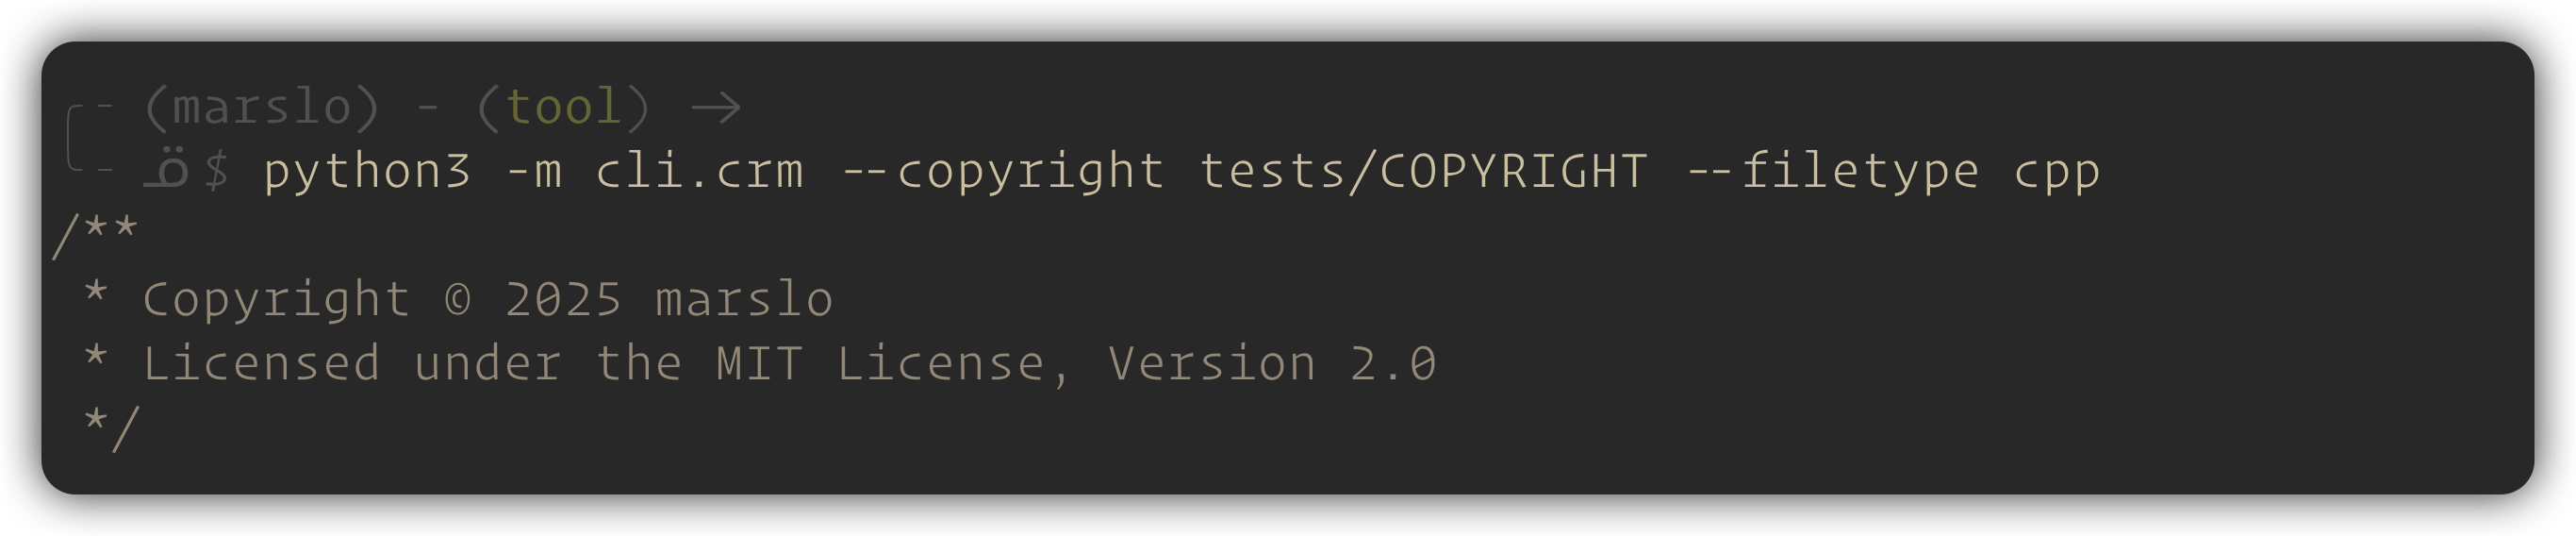 ╭╴╴(marslo) - (tool) →
╰╴╴ـö $ python3 -m cli.crm --copyright tests/COPYRIGHT --filetype cpp
/**
 * Copyright © 2025 marslo
 * Licensed under the MIT License, Version 2.0
 */